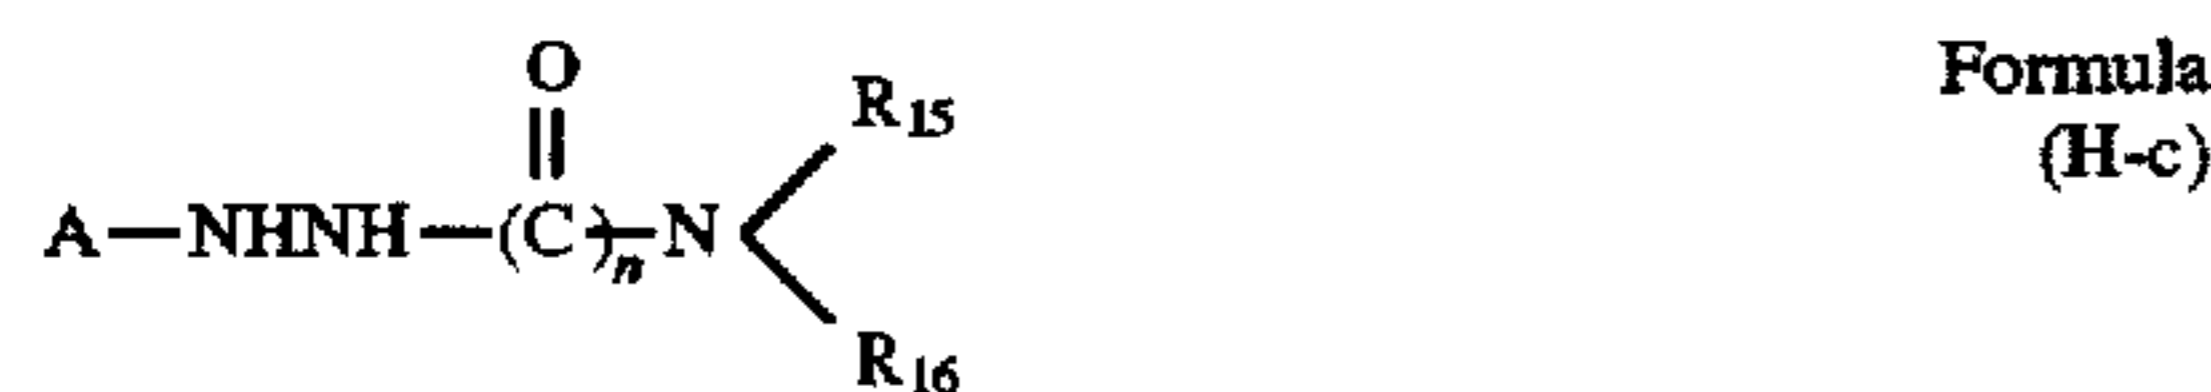 O
R15
Formula
(H-c)
A—NHNH—(C)n—N
R16